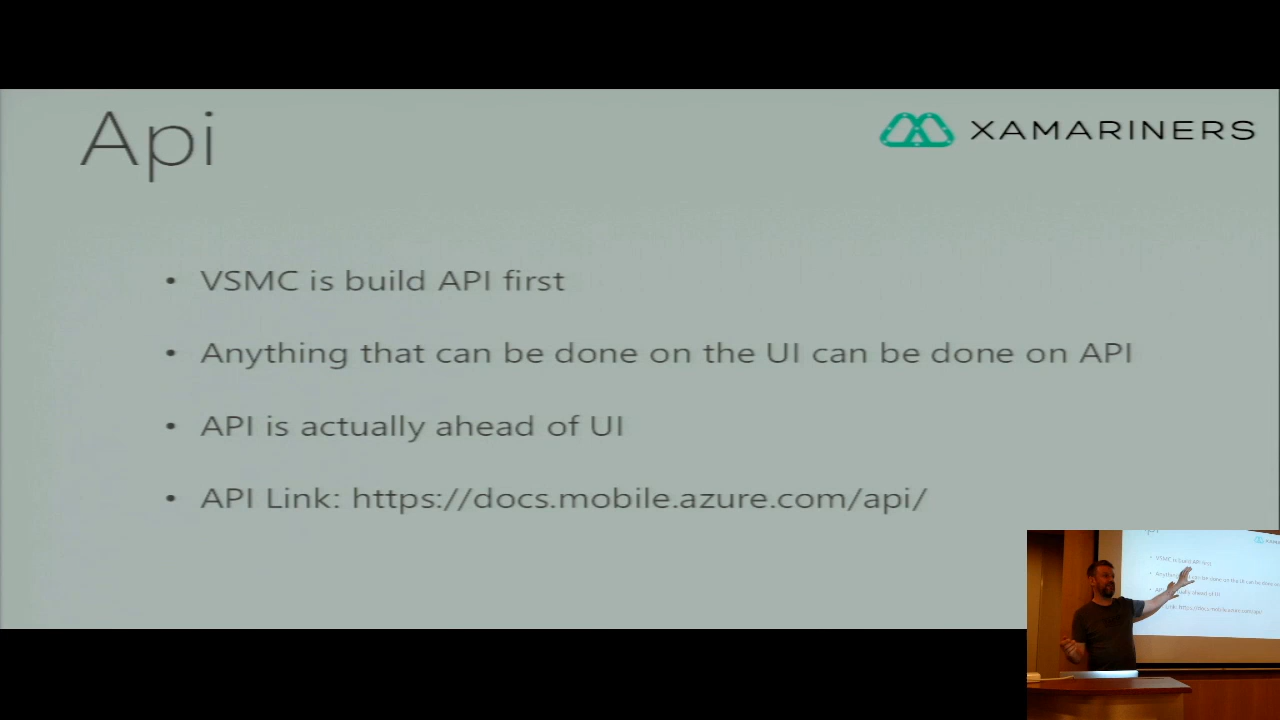 Api
XAMARINERS
• VSMC is build API first
• Anything that can be done on the UI can be done on API
• API is actually ahead of UI
• API Link: https://docs.mobile.azure.com/api/